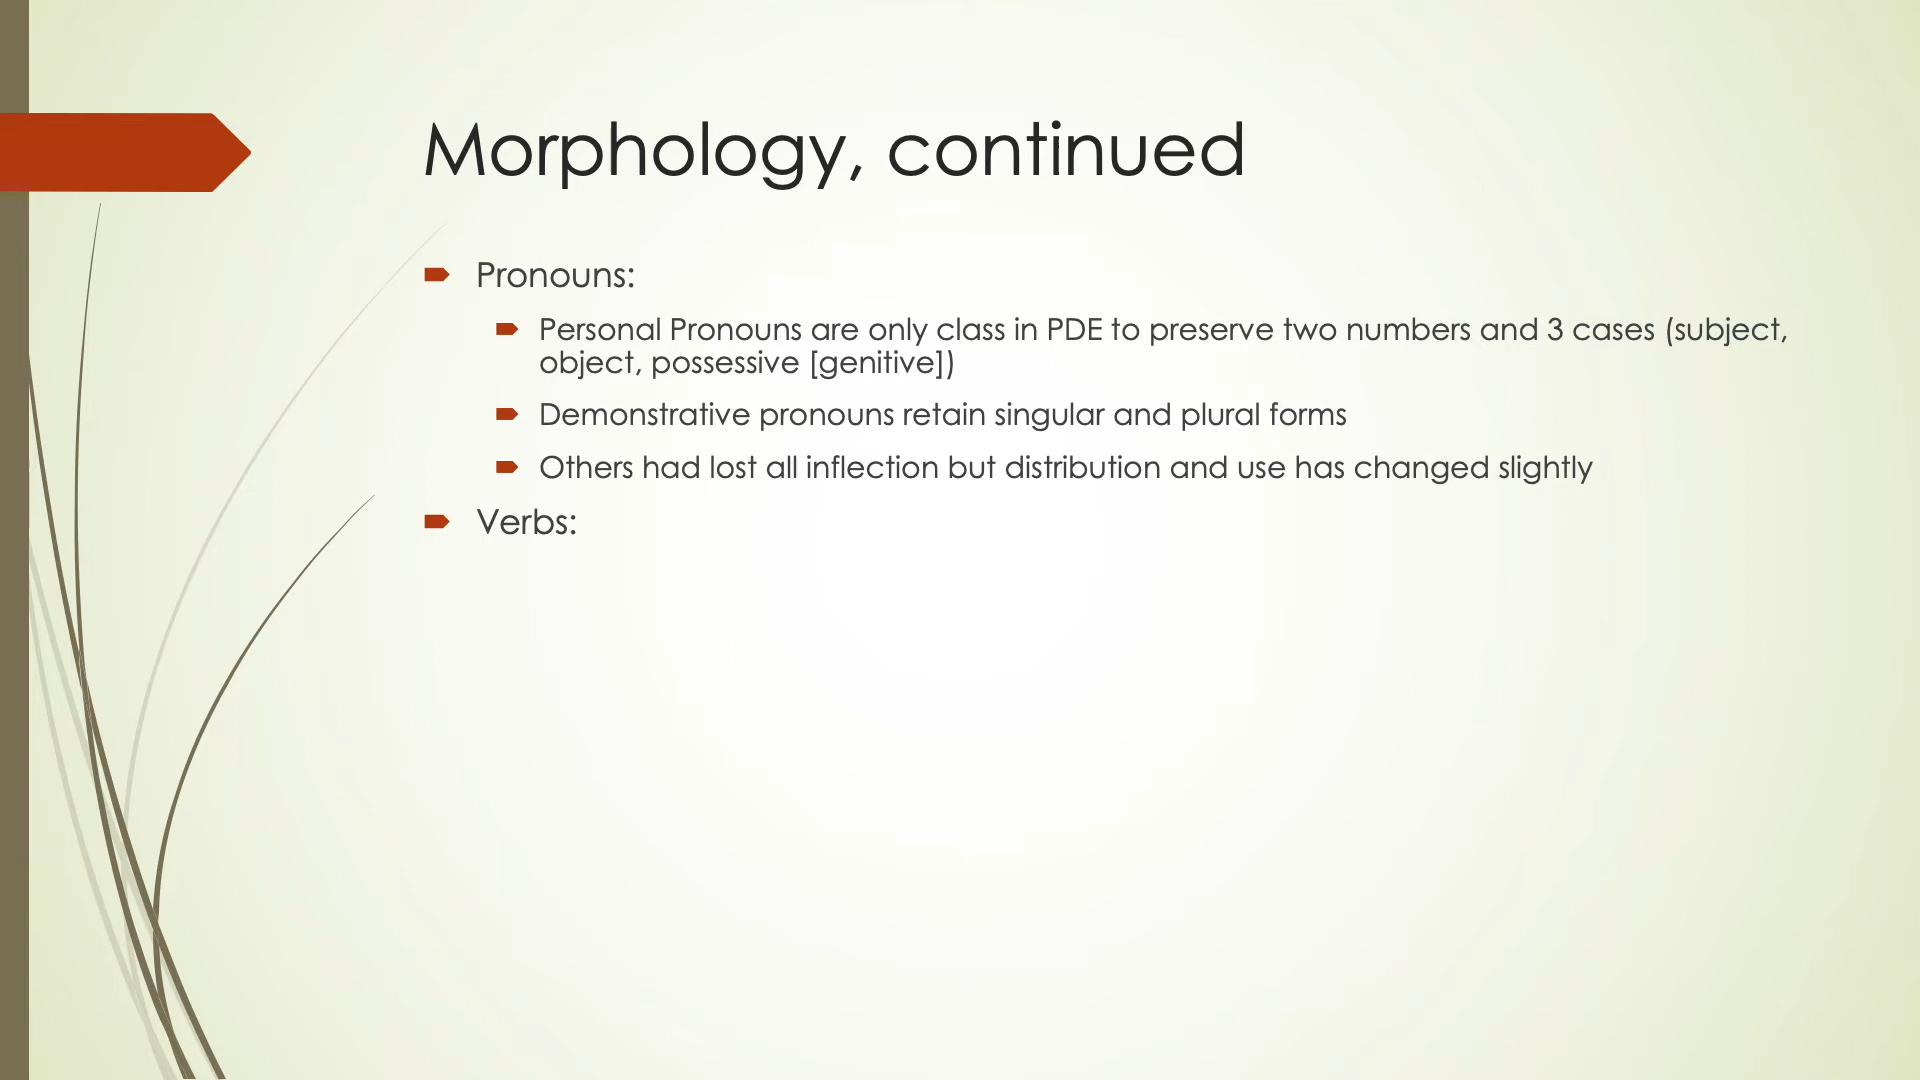 Morphology, continued
Pronouns:
Personal Pronouns are only class in PDE to preserve two numbers and 3 cases (subject,
object, possessive [genitive])
Demonstrative pronouns retain singular and plural forms
Others had lost all inflection but distribution and use has changed slightly
Verbs: